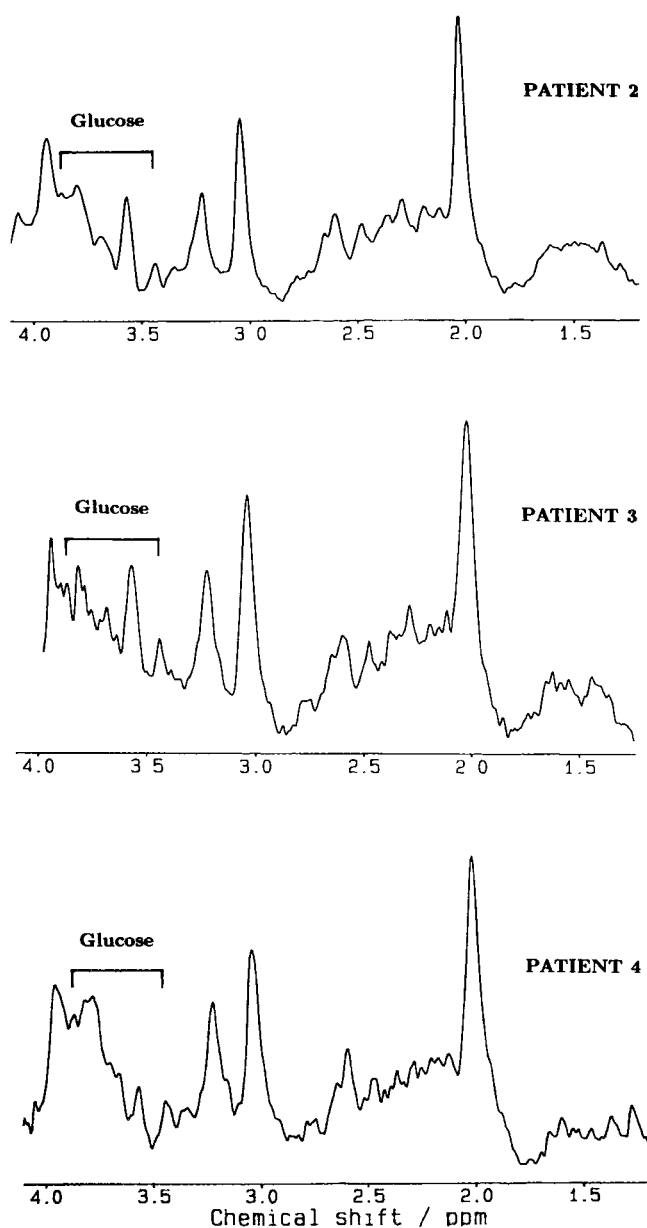 PATIENT 2
Glucose
4.0 3.5 3.0 2.5 2.0 1.5
PATIENT 3
Glucose
4.0 3 5 3.0 2.5 2 0 1.5
PATIENT 4
Glucose
4.0 3.5 3.0 2.5 2.0 1.5
Chemical shift / ppm